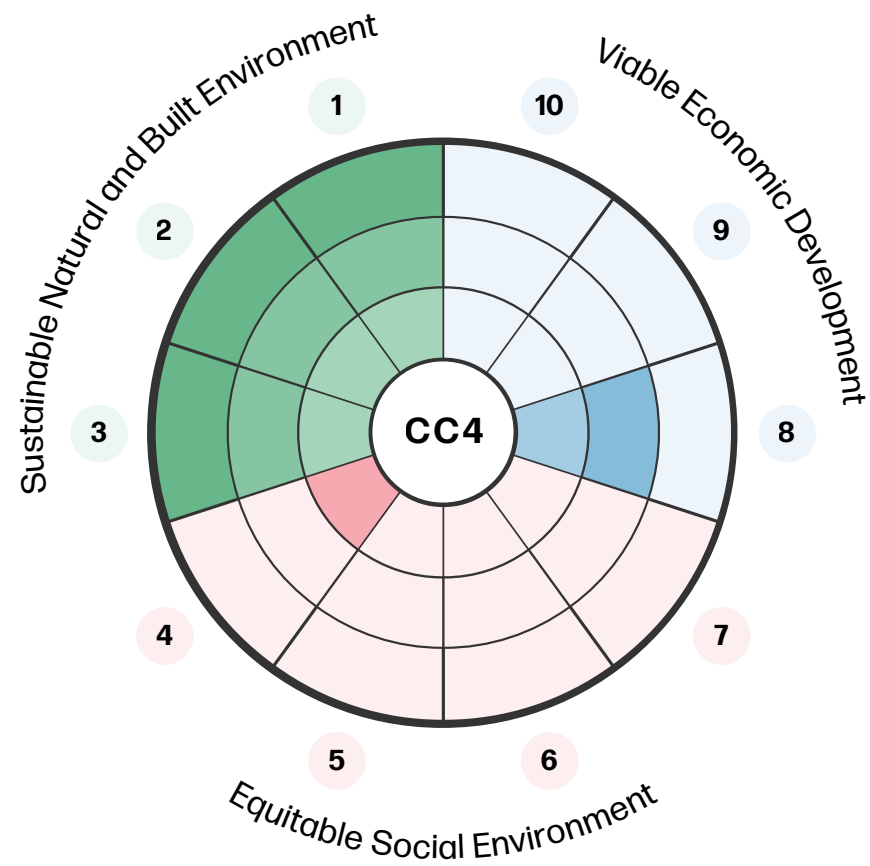 Sustainable Natural and Built Environment
Viable Economic Development
1
10
2
9
3
CC4
8
4
7
5
6
Equitable Social Environment